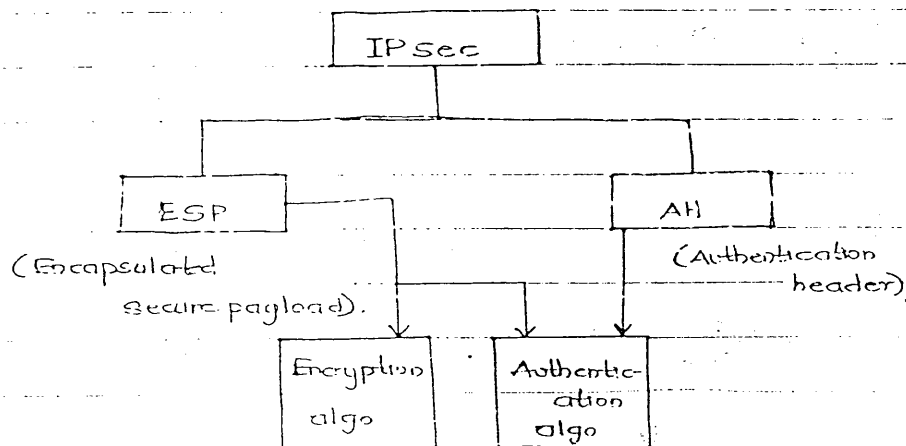 IPsec
ESP
AH
(Encapsulated
secure payload).
(Authentication
header)
Encryption
algo
Authentic-
ation
algo